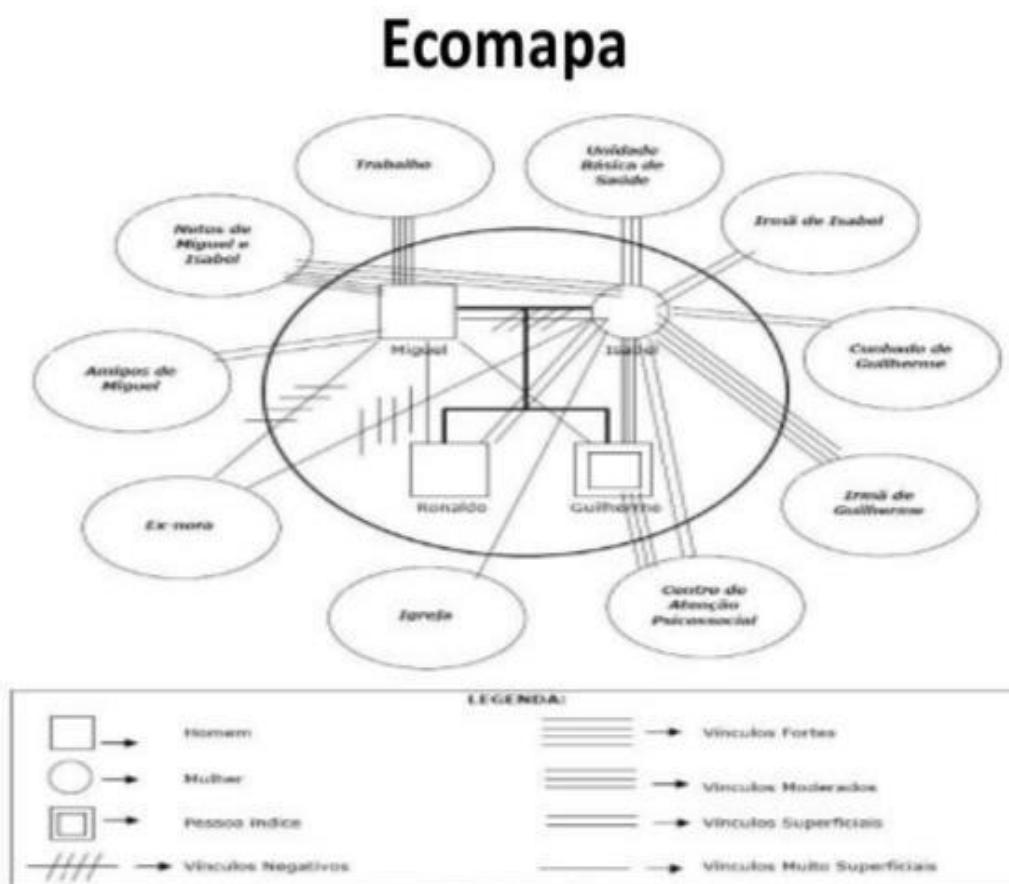 Ecomapa
Trabalho
Unidade
Básica de
Saúde
Irmã de Isabel
Netos de
Miguel e
Isabel
Miguel
Isabel
Cunhado de
Guilherme
Amigos de
Miguel
Ronaldo
Guilherme
Irmã de
Guilherme
Ex-nora
Igreja
Centro de
Atenção
Psicossocial
LEGENDA:
Homem
Vínculos Fortes
Mulher
Vínculos Moderados
Pessoa índice
Vínculos Superficiais
Vínculos Negativos
Vínculos Muito Superficiais